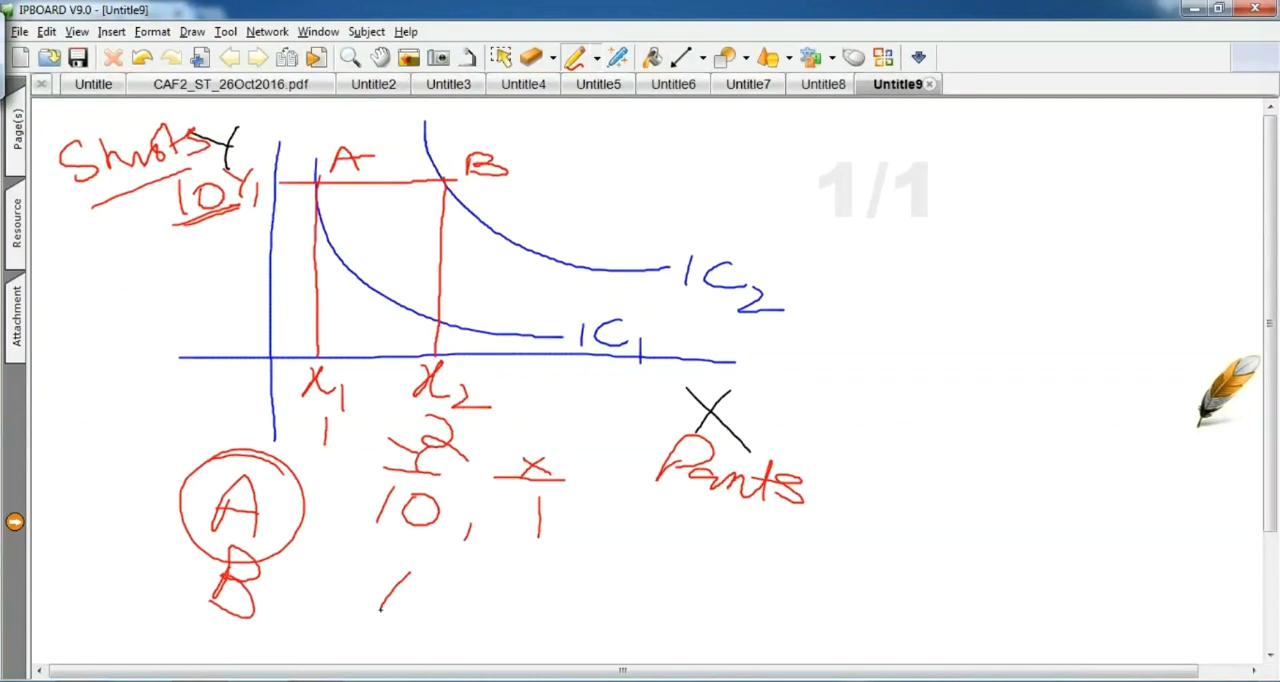 IPBOARD V9.0 - [Untitle9]
File Edit View Insert Format Draw Tool Network Window Subject Help
Untitle CAF2_ST_26Oct2016.pdf Untitle2 Untitle3 Untitle4 Untitle5 Untitle6 Untitle7 Untitle8 Untitle9
Page(s)
Resource
Attachment
1/1
Shirts Y
10 Y1
A B
IC2
IC1
x1 x2
1 2
X
Pants
Y x
A 10, 1
B